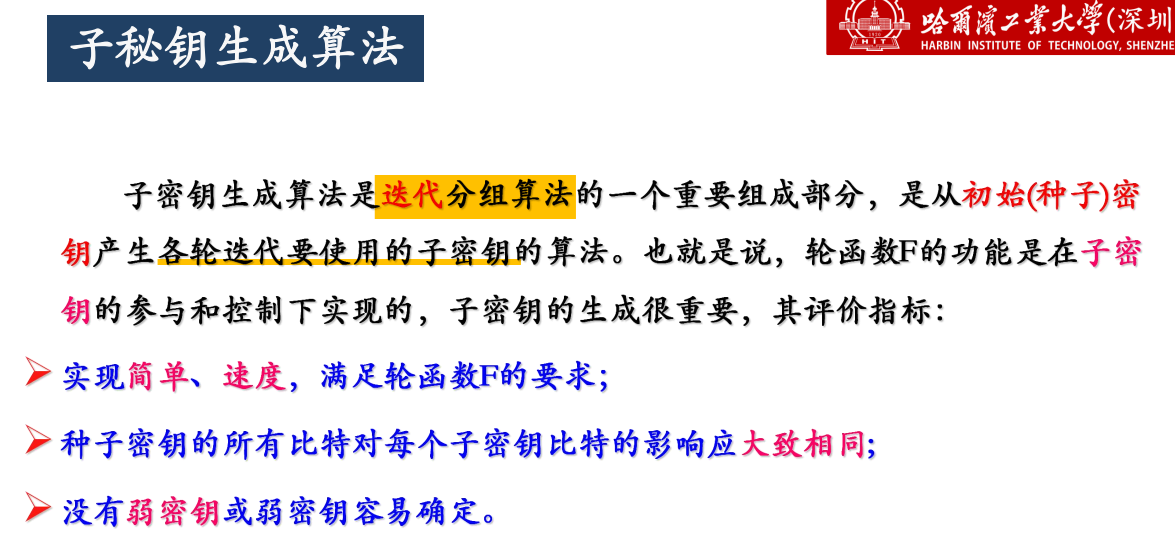 子秘钥生成算法
哈爾濱工業大學(深圳
HARBIN INSTITUTE OF TECHNOLOGY, SHENZHE
1920
HIT
子密钥生成算法是迭代分组算法的一个重要组成部分，是从初始(种子)密
钥产生各轮迭代要使用的子密钥的算法。也就是说，轮函数F的功能是在子密
钥的参与和控制下实现的，子密钥的生成很重要，其评价指标：
实现简单、速度，满足轮函数F的要求；
种子密钥的所有比特对每个子密钥比特的影响应大致相同；
没有弱密钥或弱密钥容易确定。